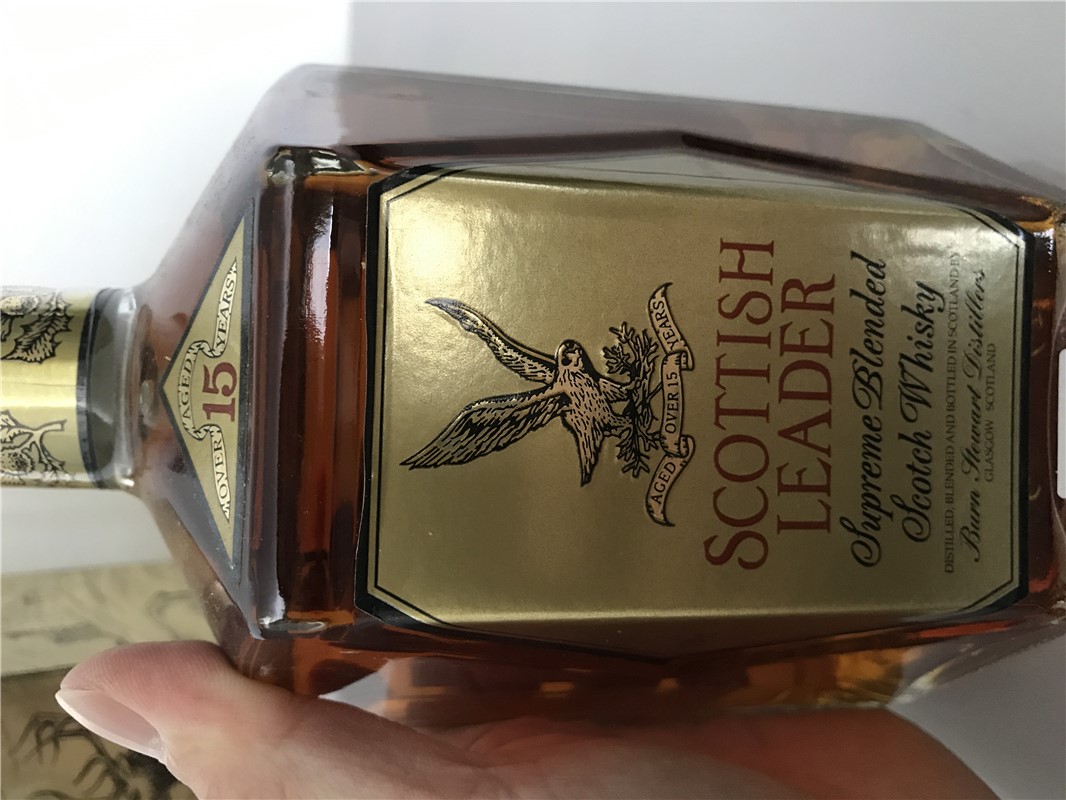 AGED
OVER 15 YEARS
AGED OVER 15 YEARS
SCOTTISH
LEADER
Supreme Blended
Scotch Whisky
DISTILLED, BLENDED AND BOTTLED IN SCOTLAND BY
Burn Stewart Distillers
GLASGOW SCOTLAND